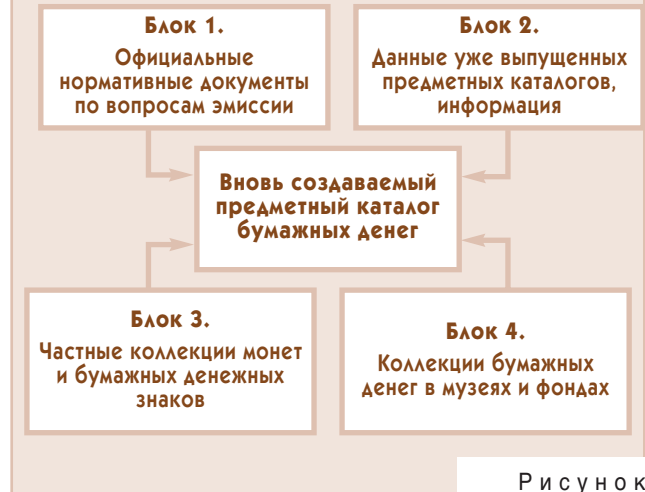 Блок 1.
Официальные
нормативные документы
по вопросам эмиссии
Блок 2.
Данные уже выпущенных
предметных каталогов,
информация
Вновь создаваемый
предметный каталог
бумажных денег
Блок 3.
Частные коллекции монет
и бумажных денежных
знаков
Блок 4.
Коллекции бумажных
денег в музеях и фондах
Рисунок